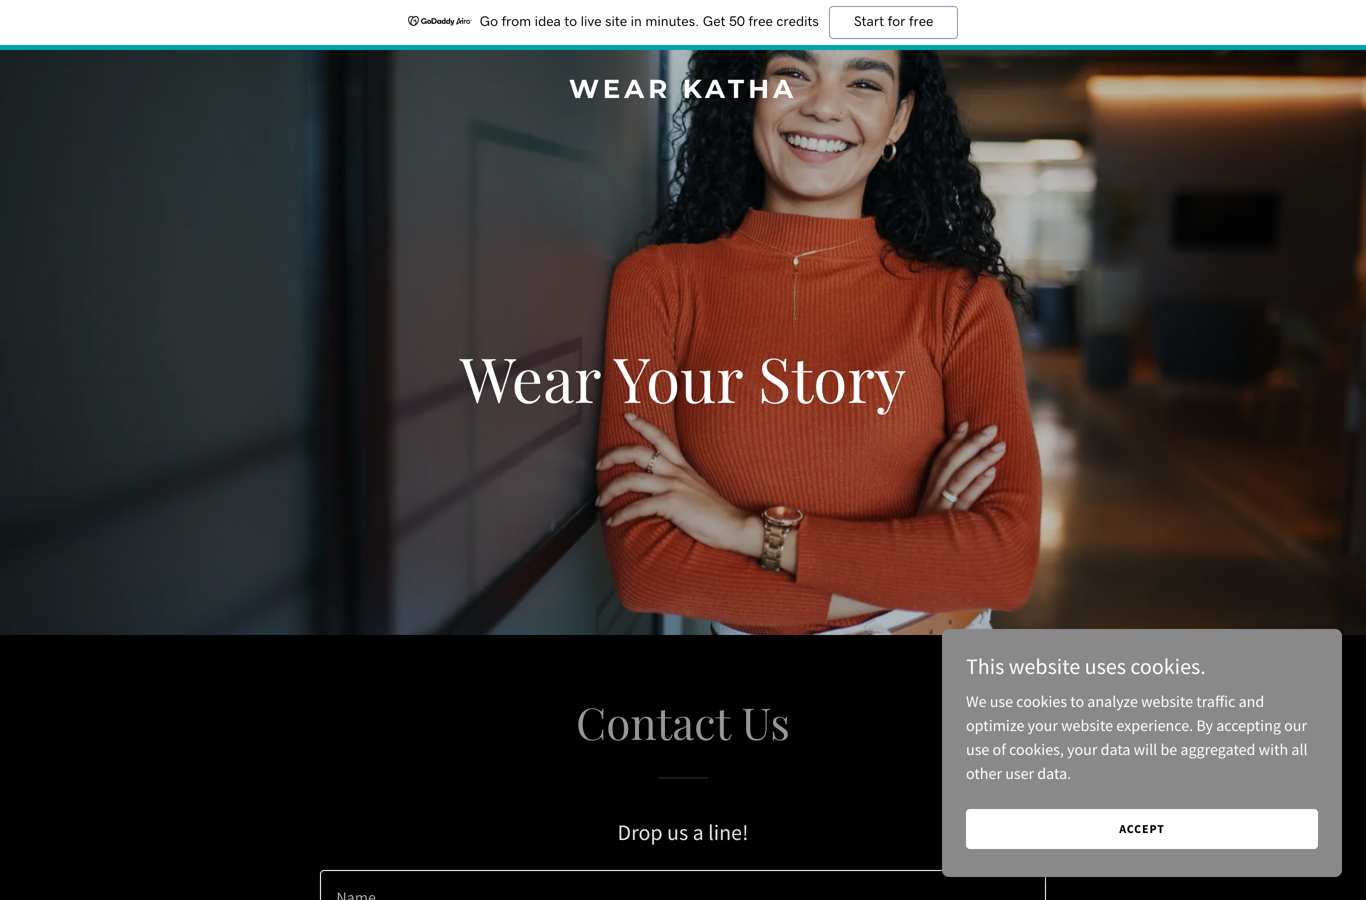 GoDaddy Airo
Go from idea to live site in minutes. Get 50 free credits
Start for free
WEAR KATHA
Wear Your Story
Contact Us
Drop us a line!
Name
This website uses cookies.
We use cookies to analyze website traffic and
optimize your website experience. By accepting our
use of cookies, your data will be aggregated with all
other user data.
ACCEPT